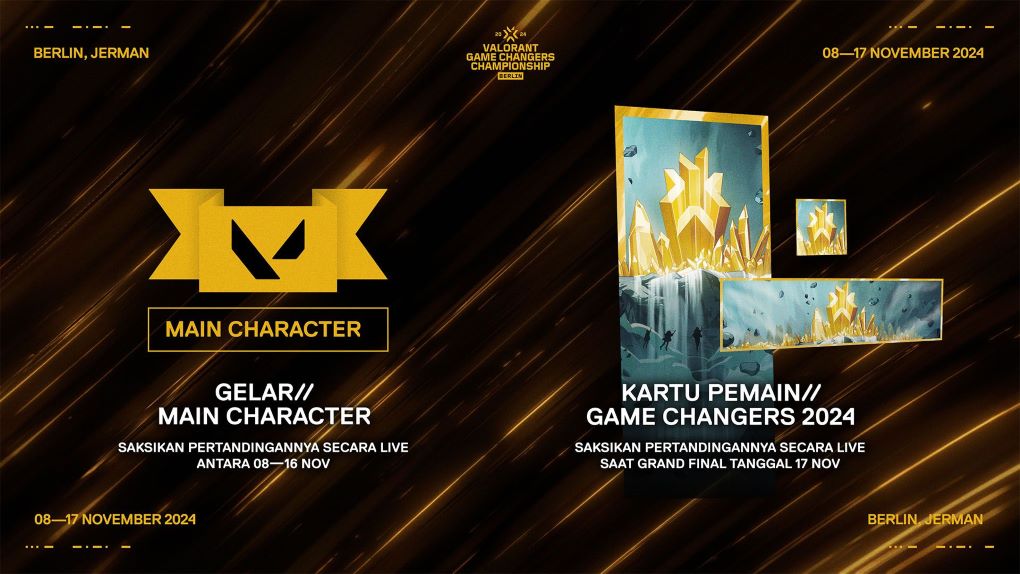 BERLIN, JERMAN
20 24
VALORANT
GAME CHANGERS
CHAMPIONSHIP
BERLIN
08—17 NOVEMBER 2024
MAIN CHARACTER
GELAR//
MAIN CHARACTER
SAKSIKAN PERTANDINGANNYA SECARA LIVE
ANTARA 08—16 NOV
KARTU PEMAIN//
GAME CHANGERS 2024
SAKSIKAN PERTANDINGANNYA SECARA LIVE
SAAT GRAND FINAL TANGGAL 17 NOV
08—17 NOVEMBER 2024
BERLIN, JERMAN